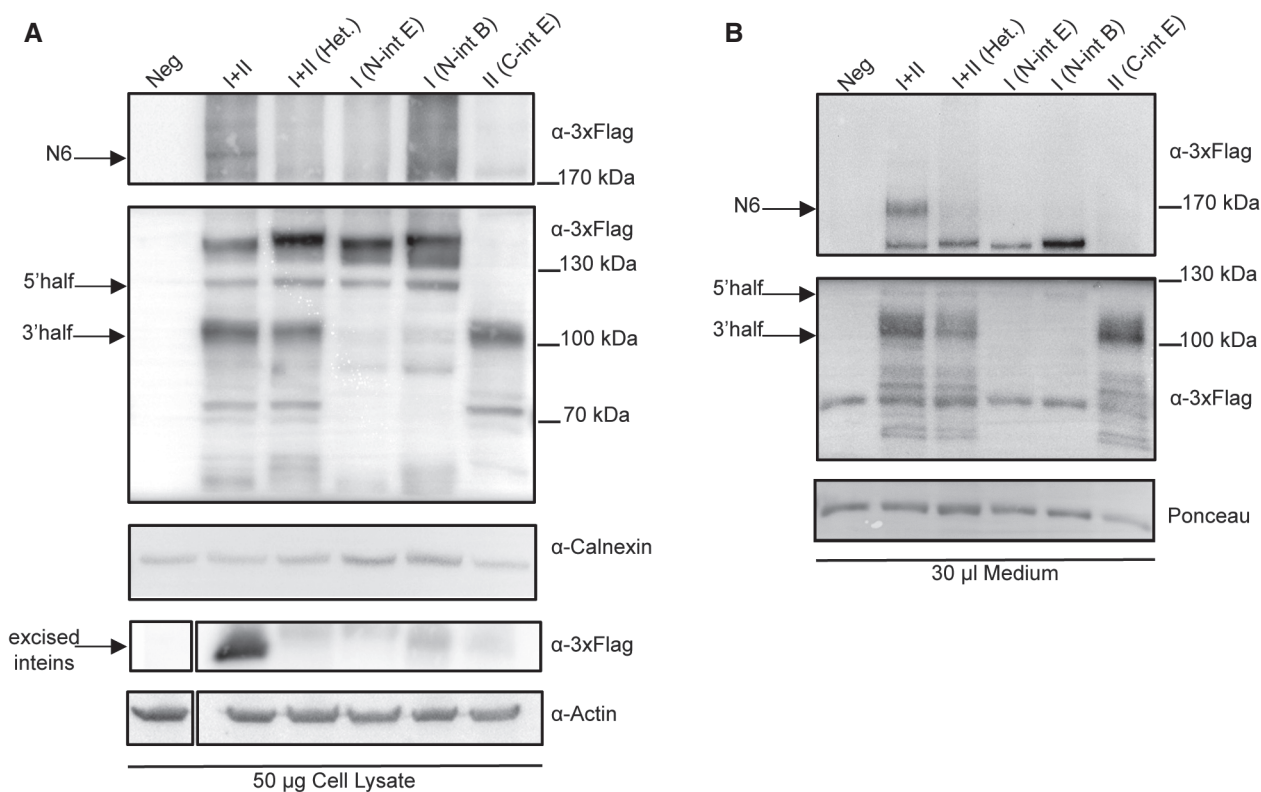 A
Neg
I+II
I+II (Het.)
I (N-int E)
I (N-int B)
II (C-int E)
N6
α-3xFlag
170 kDa
α-3xFlag
130 kDa
5'half
3'half
100 kDa
70 kDa
α-Calnexin
excised
inteins
α-3xFlag
α-Actin
50 µg Cell Lysate
B
Neg
I+II
I+II (Het.)
I (N-int E)
I (N-int B)
II (C-int E)
α-3xFlag
N6
170 kDa
130 kDa
5'half
3'half
100 kDa
α-3xFlag
Ponceau
30 µl Medium